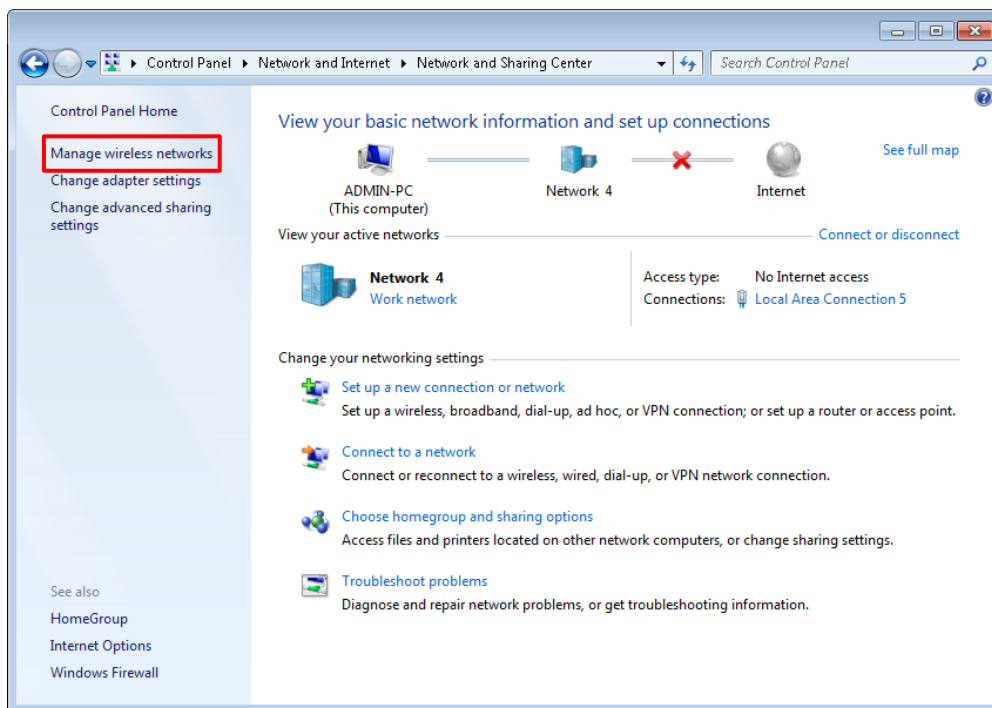 Control Panel Network and Internet Network and Sharing Center Search Control Panel
Control Panel Home
Manage wireless networks
Change adapter settings
Change advanced sharing
settings
See also
HomeGroup
Internet Options
Windows Firewall
View your basic network information and set up connections
See full map
ADMIN-PC
(This computer)
Network 4
Internet
View your active networks
Connect or disconnect
Network 4
Work network
Access type: No Internet access
Connections: Local Area Connection 5
Change your networking settings
Set up a new connection or network
Set up a wireless, broadband, dial-up, ad hoc, or VPN connection; or set up a router or access point.
Connect to a network
Connect or reconnect to a wireless, wired, dial-up, or VPN network connection.
Choose homegroup and sharing options
Access files and printers located on other network computers, or change sharing settings.
Troubleshoot problems
Diagnose and repair network problems, or get troubleshooting information.